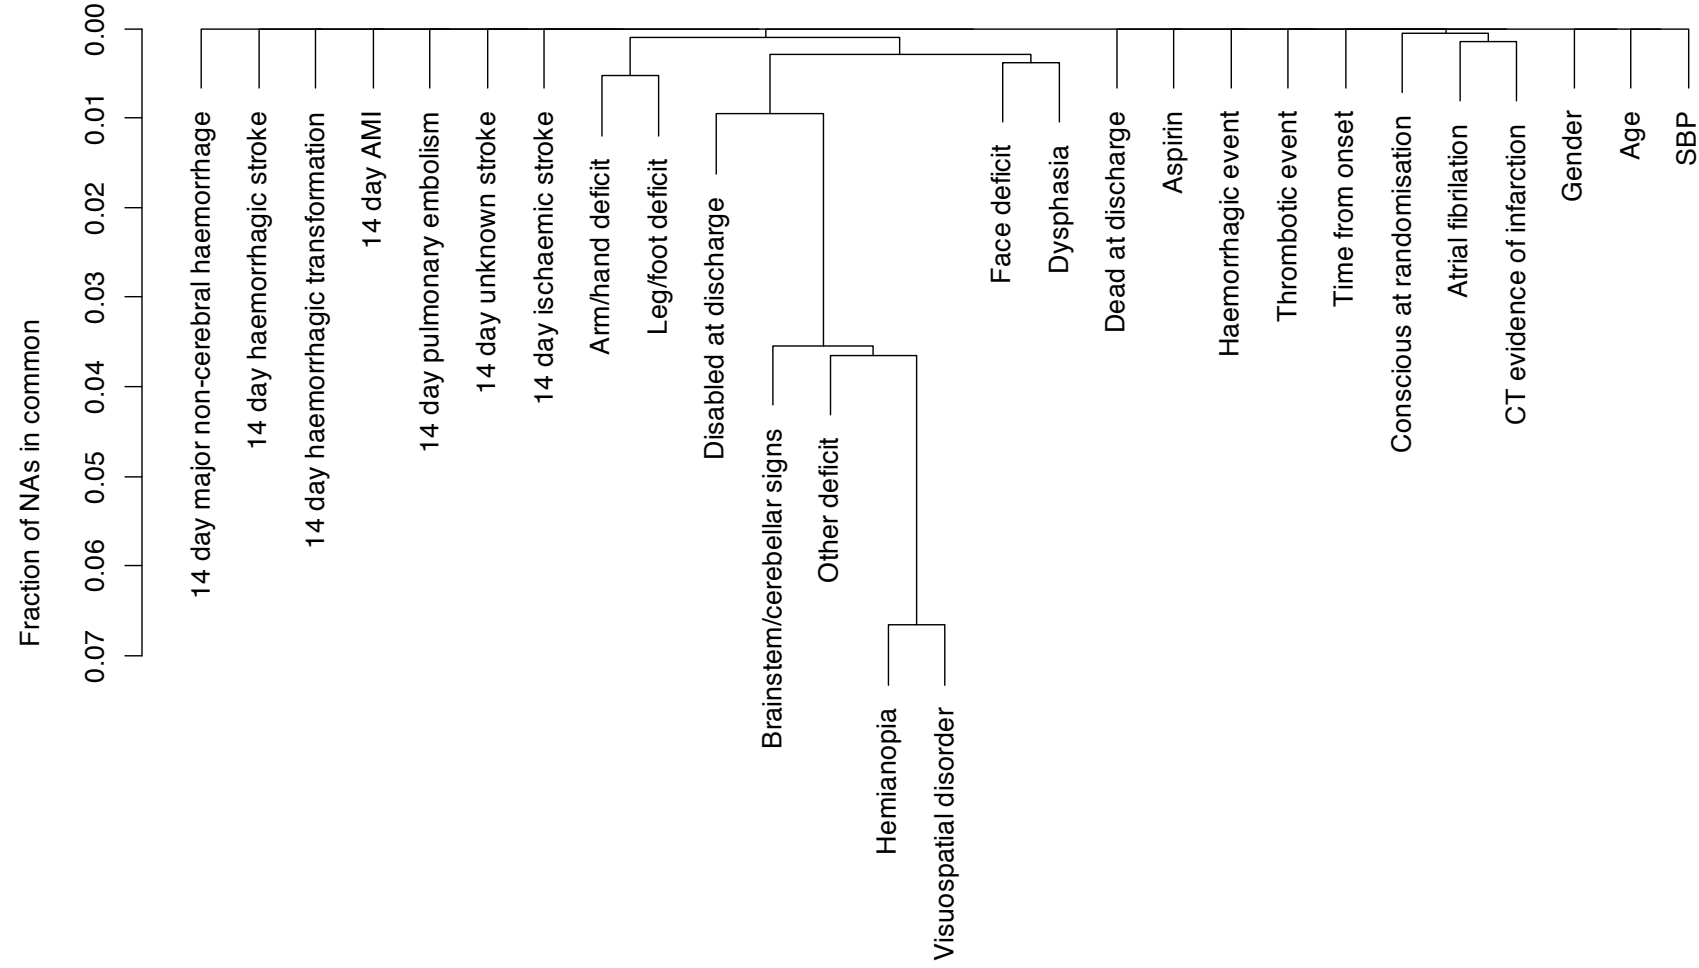 Fraction of NAs in common
0.00
0.01
0.02
0.03
0.04
0.05
0.06
0.07
14 day major non-cerebral haemorrhage
14 day haemorrhagic stroke
14 day haemorrhagic transformation
14 day AMI
14 day pulmonary embolism
14 day unknown stroke
14 day ischaemic stroke
Arm/hand deficit
Leg/foot deficit
Disabled at discharge
Brainstem/cerebellar signs
Other deficit
Hemianopia
Visuospatial disorder
Face deficit
Dysphasia
Dead at discharge
Aspirin
Haemorrhagic event
Thrombotic event
Time from onset
Conscious at randomisation
Atrial fibrilation
CT evidence of infarction
Gender
Age
SBP